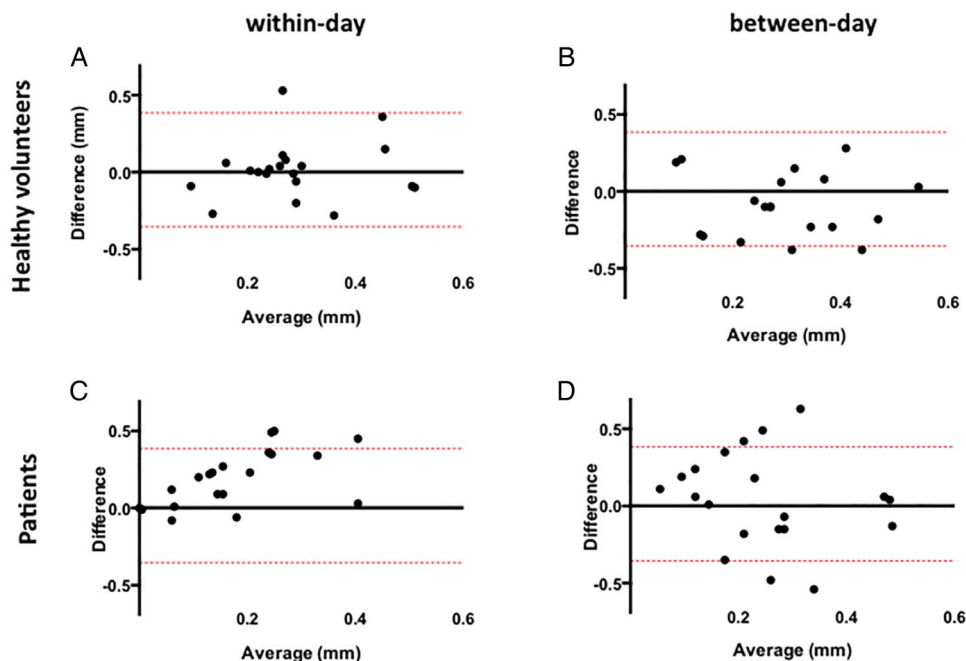 within-day
between-day
Healthy volunteers
Patients
A
Difference (mm)
0.5
0.0
-0.5
0.2 0.4 0.6
Average (mm)
B
Difference
0.5
0.0
-0.5
0.2 0.4 0.6
Average (mm)
C
Difference
0.5
0.0
-0.5
0.2 0.4 0.6
Average (mm)
D
Difference
0.5
0.0
-0.5
0.2 0.4 0.6
Average (mm)